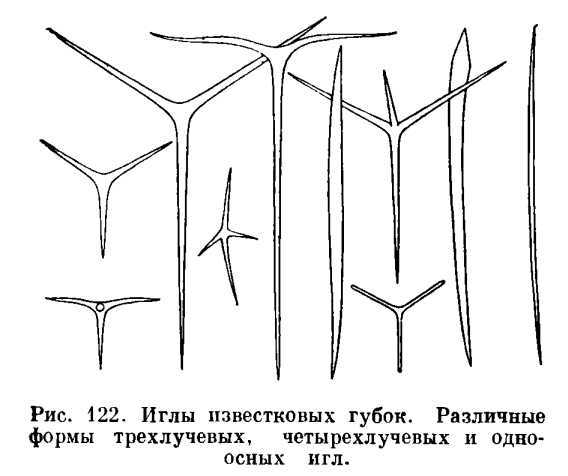 Рис. 122. Иглы известковых губок. Различные
формы трехлучевых, четырехлучевых и одно-
осных игл.